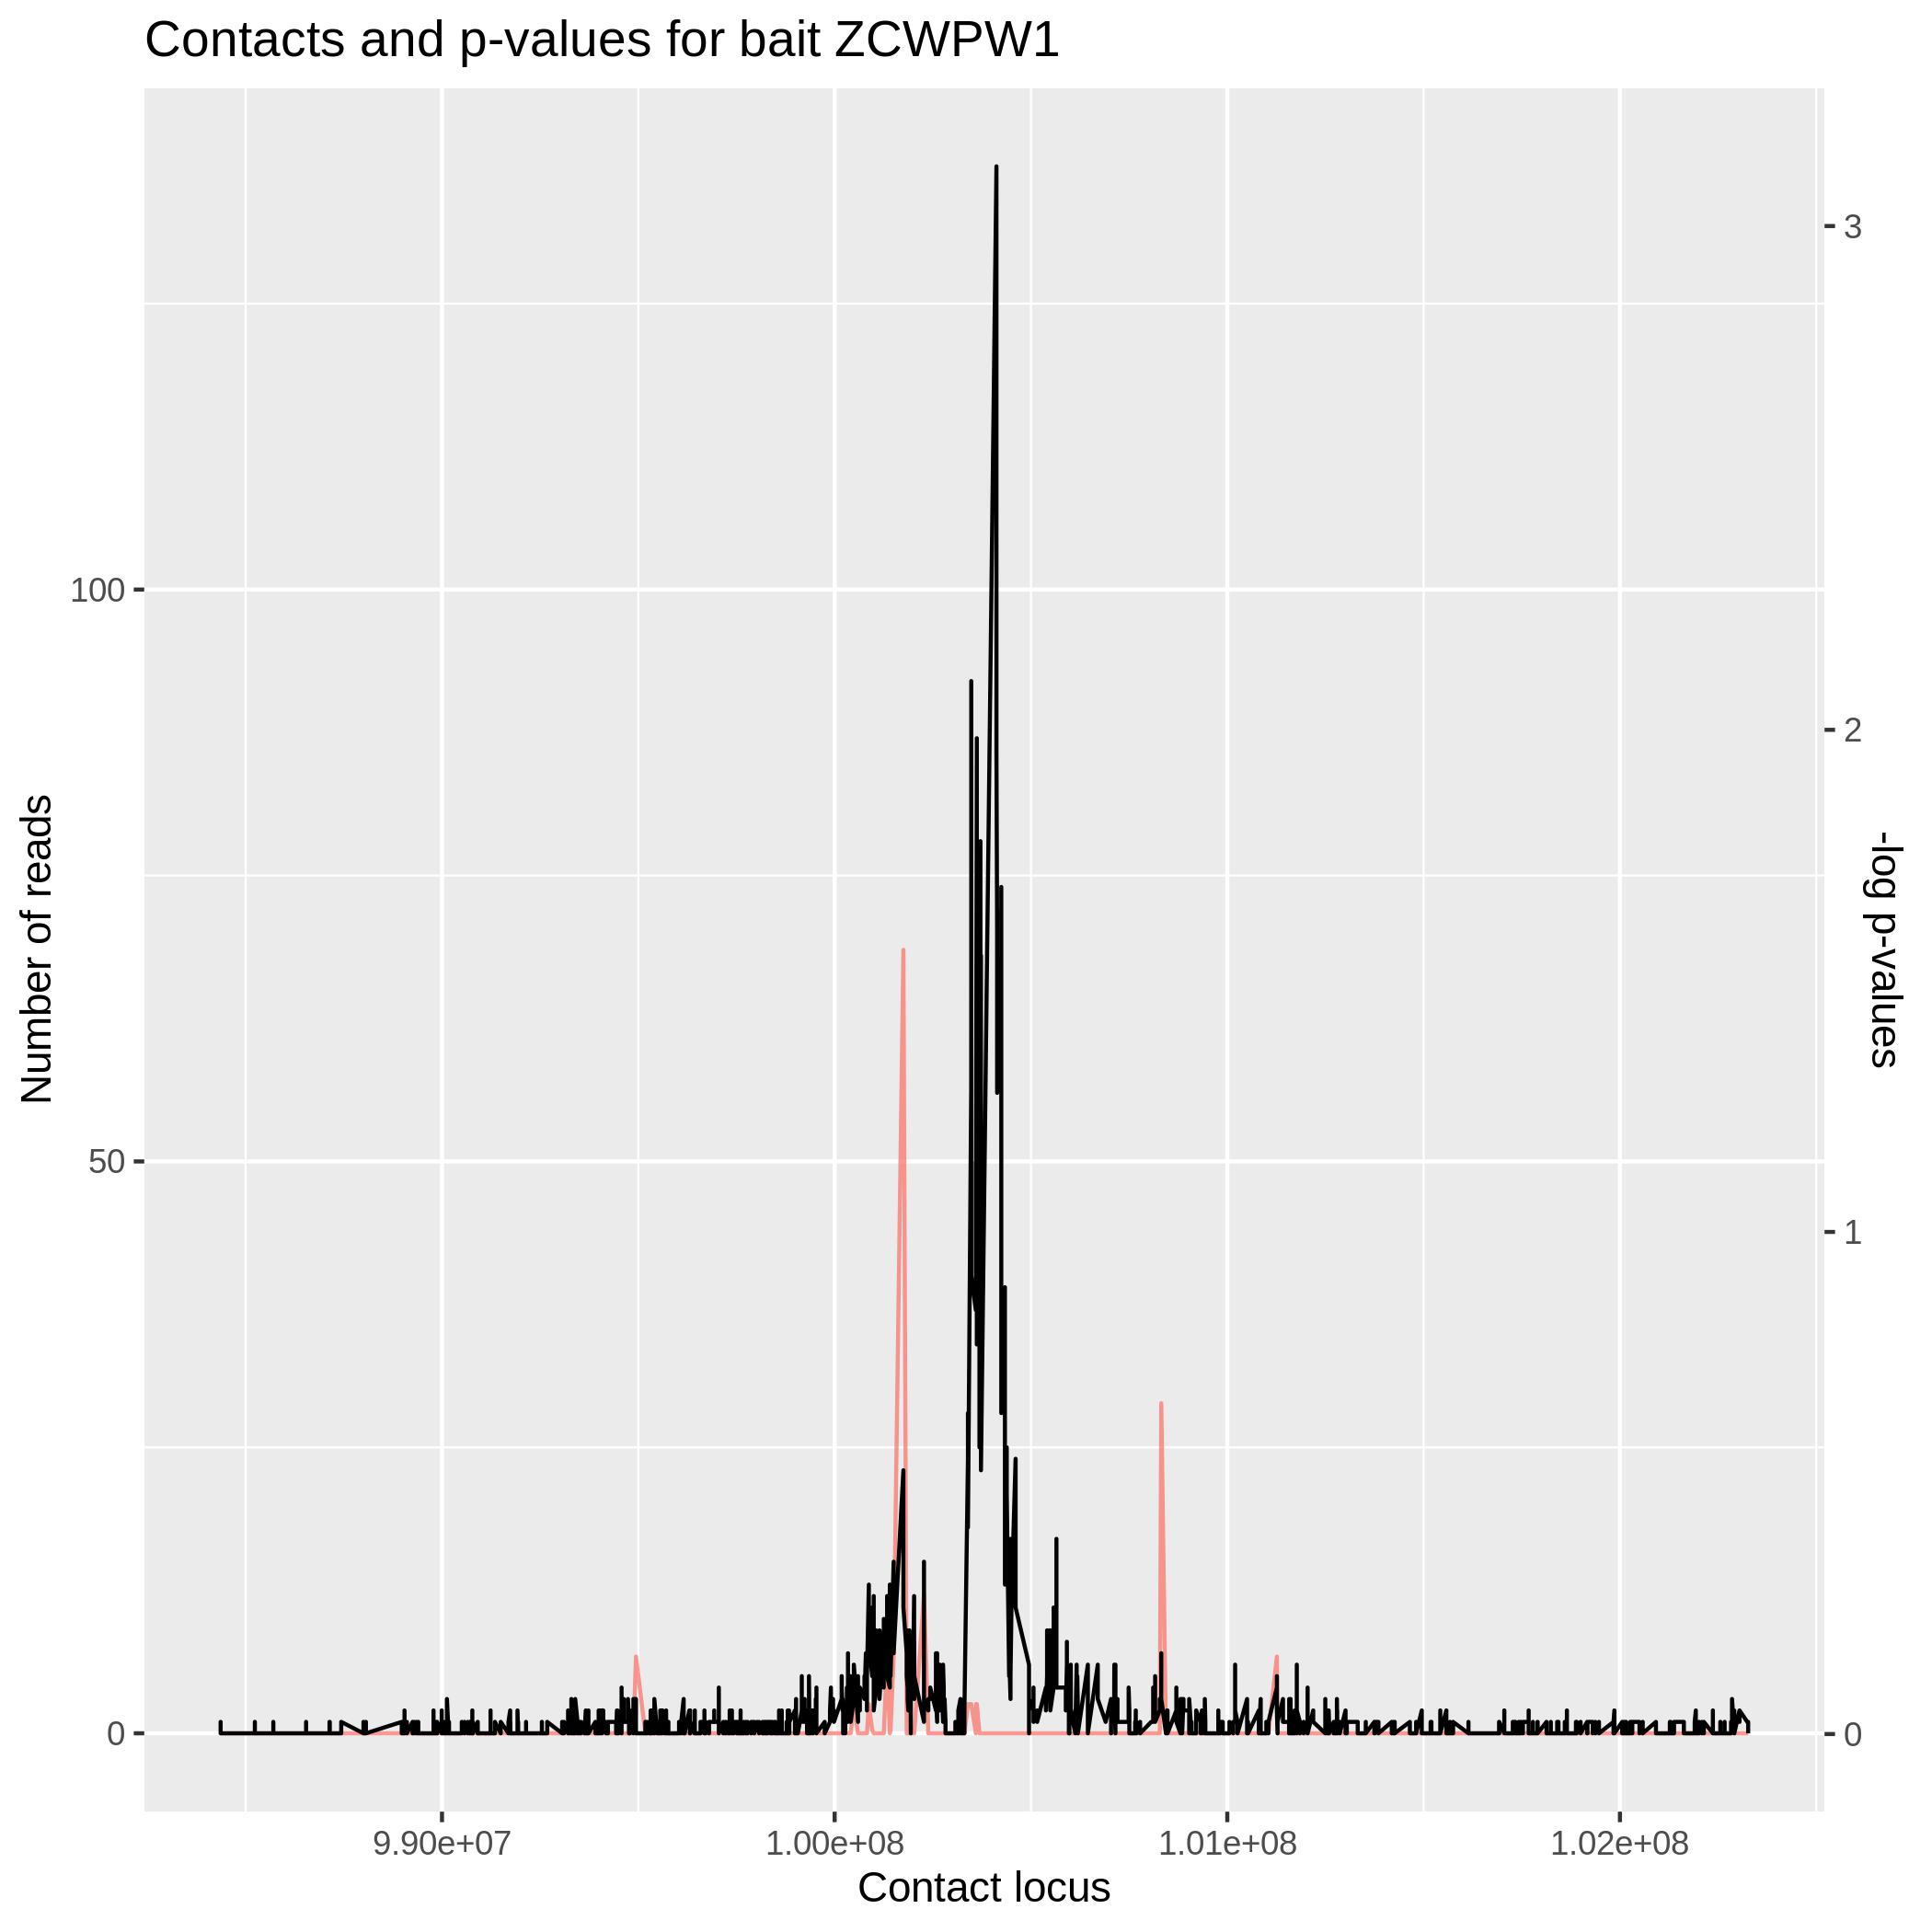 Contacts and p-values for bait ZCWPW1
Number of reads
100
50
0
3
2
1
0
-log p-values
9.90e+07
1.00e+08
1.01e+08
1.02e+08
Contact locus